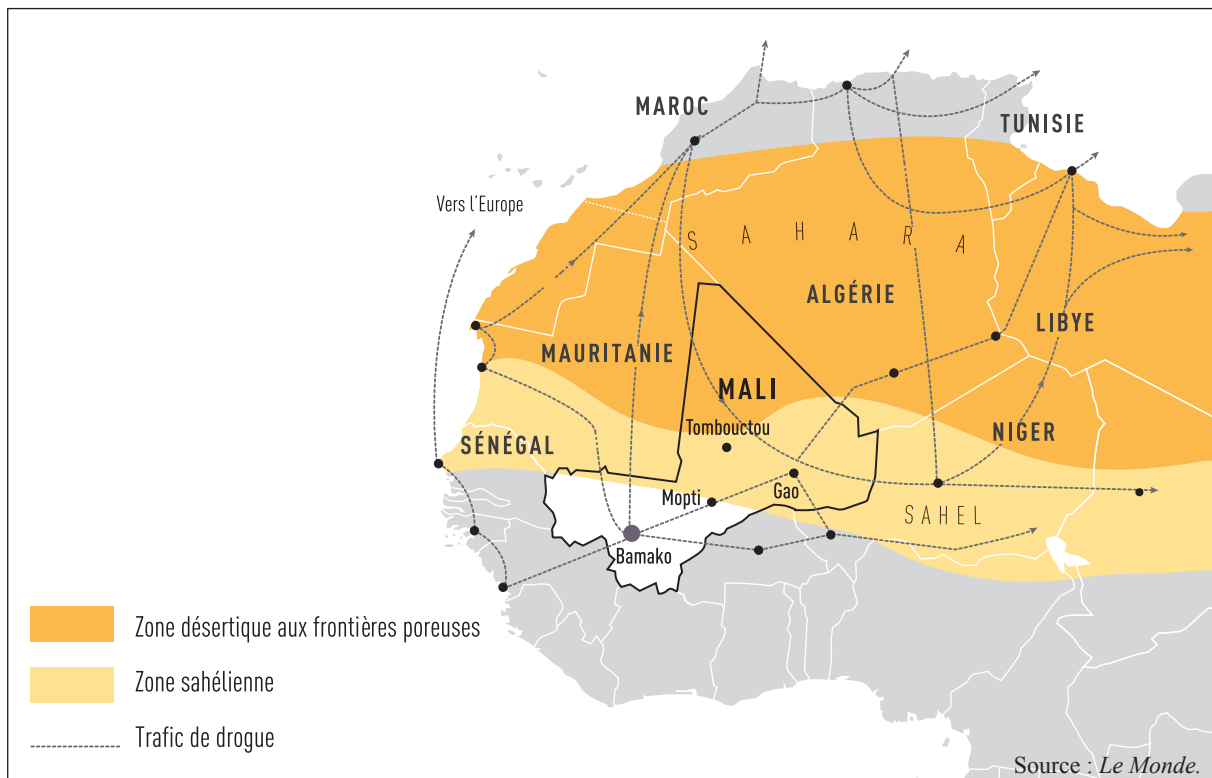 MAROC
TUNISIE
Vers l'Europe
SAHARA
ALGÉRIE
LIBYE
MAURITANIE
MALI
Tombouctou
NIGER
SÉNÉGAL
Mopti
Gao
SAHEL
Bamako
Zone désertique aux frontières poreuses
Zone sahélienne
Trafic de drogue
Source : Le Monde.